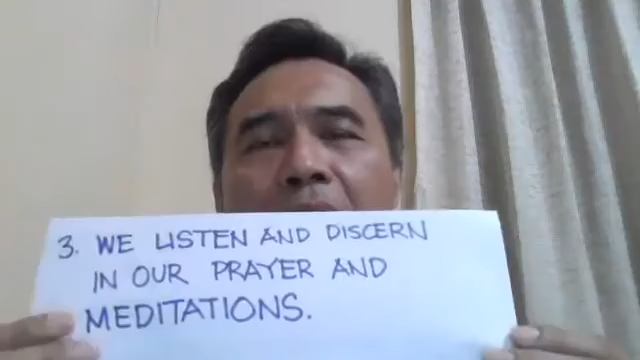 3. WE LISTEN AND DISCERN
IN OUR PRAYER AND
MEDITATIONS.